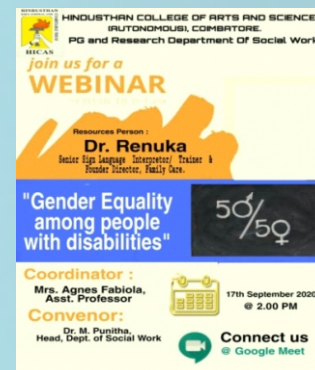 HINDUSTHAN COLLEGE OF ARTS AND SCIENCE
(AUTONOMOUS), COIMBATORE.
PG and Research Department Of Social Work
HICAS
join us for a
WEBINAR
Resources Person :
Dr. Renuka
Senior Sign Language Interpretor/ Trainer &
Founder Director, Family Care.
"Gender Equality
among people
with disabilities"
50/50
Coordinator :
Mrs. Agnes Fabiola,
Asst. Professor
Convenor:
Dr. M. Punitha,
Head, Dept. of Social Work
17th September 2020
@ 2.00 PM
Connect us
@ Google Meet